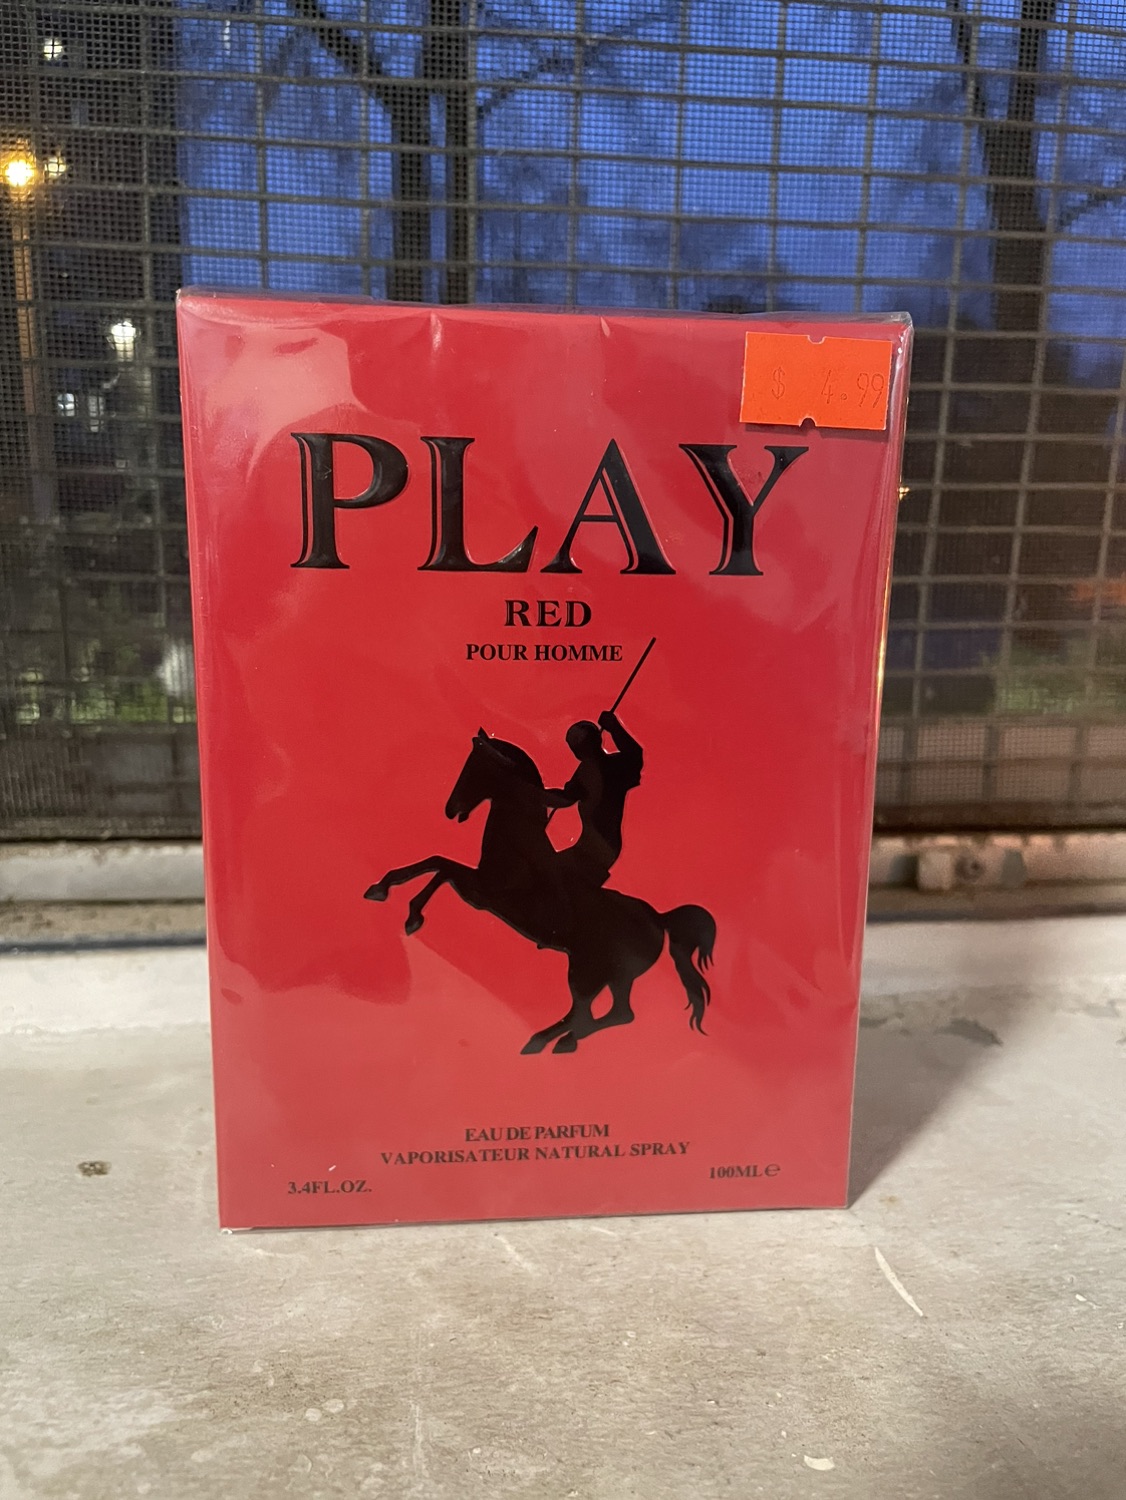 $ 4.99
PLAY
RED
POUR HOMME
EAU DE PARFUM
VAPORISATEUR NATURAL SPRAY
3.4FL.OZ.
100ML℮